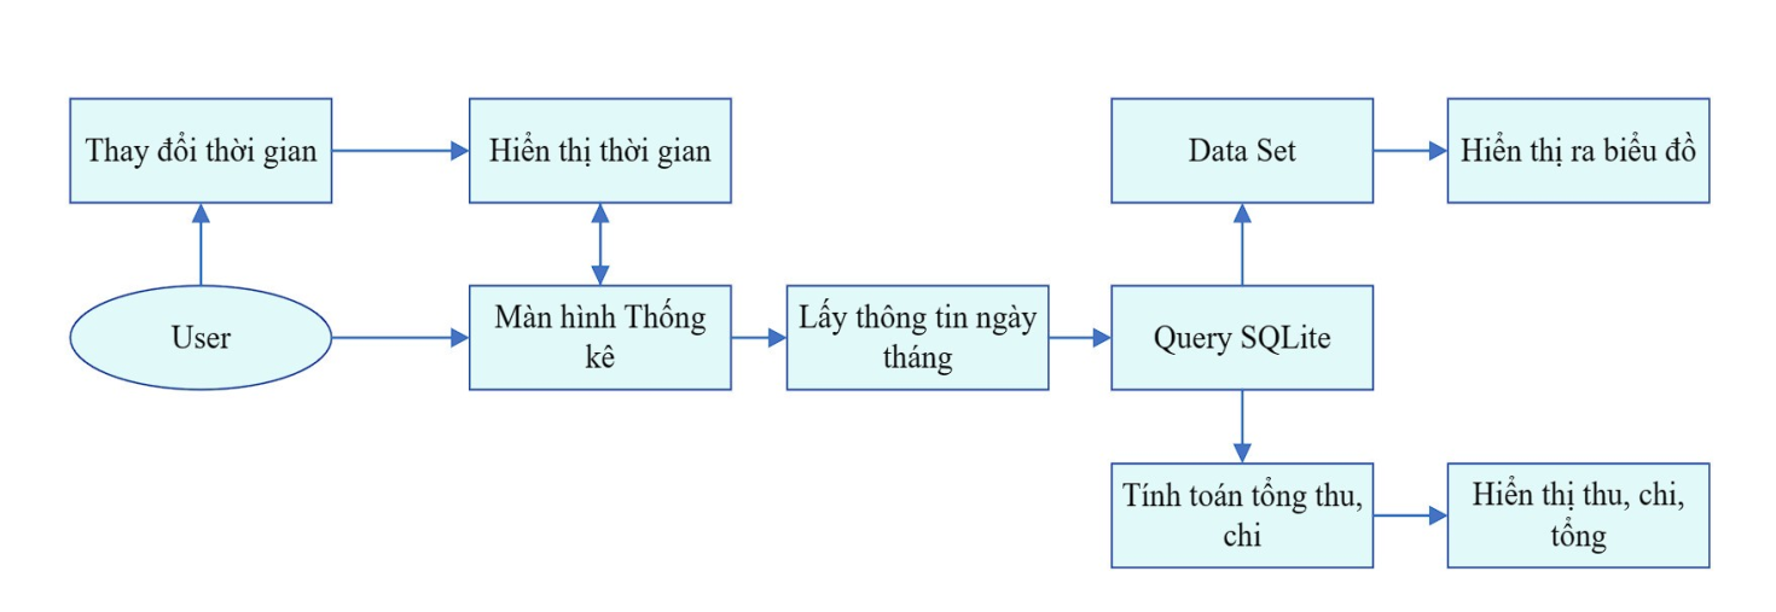 Thay đổi thời gian
Hiển thị thời gian
Data Set
Hiển thị ra biểu đồ
User
Màn hình Thống
kê
Lấy thông tin ngày
tháng
Query SQLite
Tính toán tổng thu,
chi
Hiển thị thu, chi,
tổng